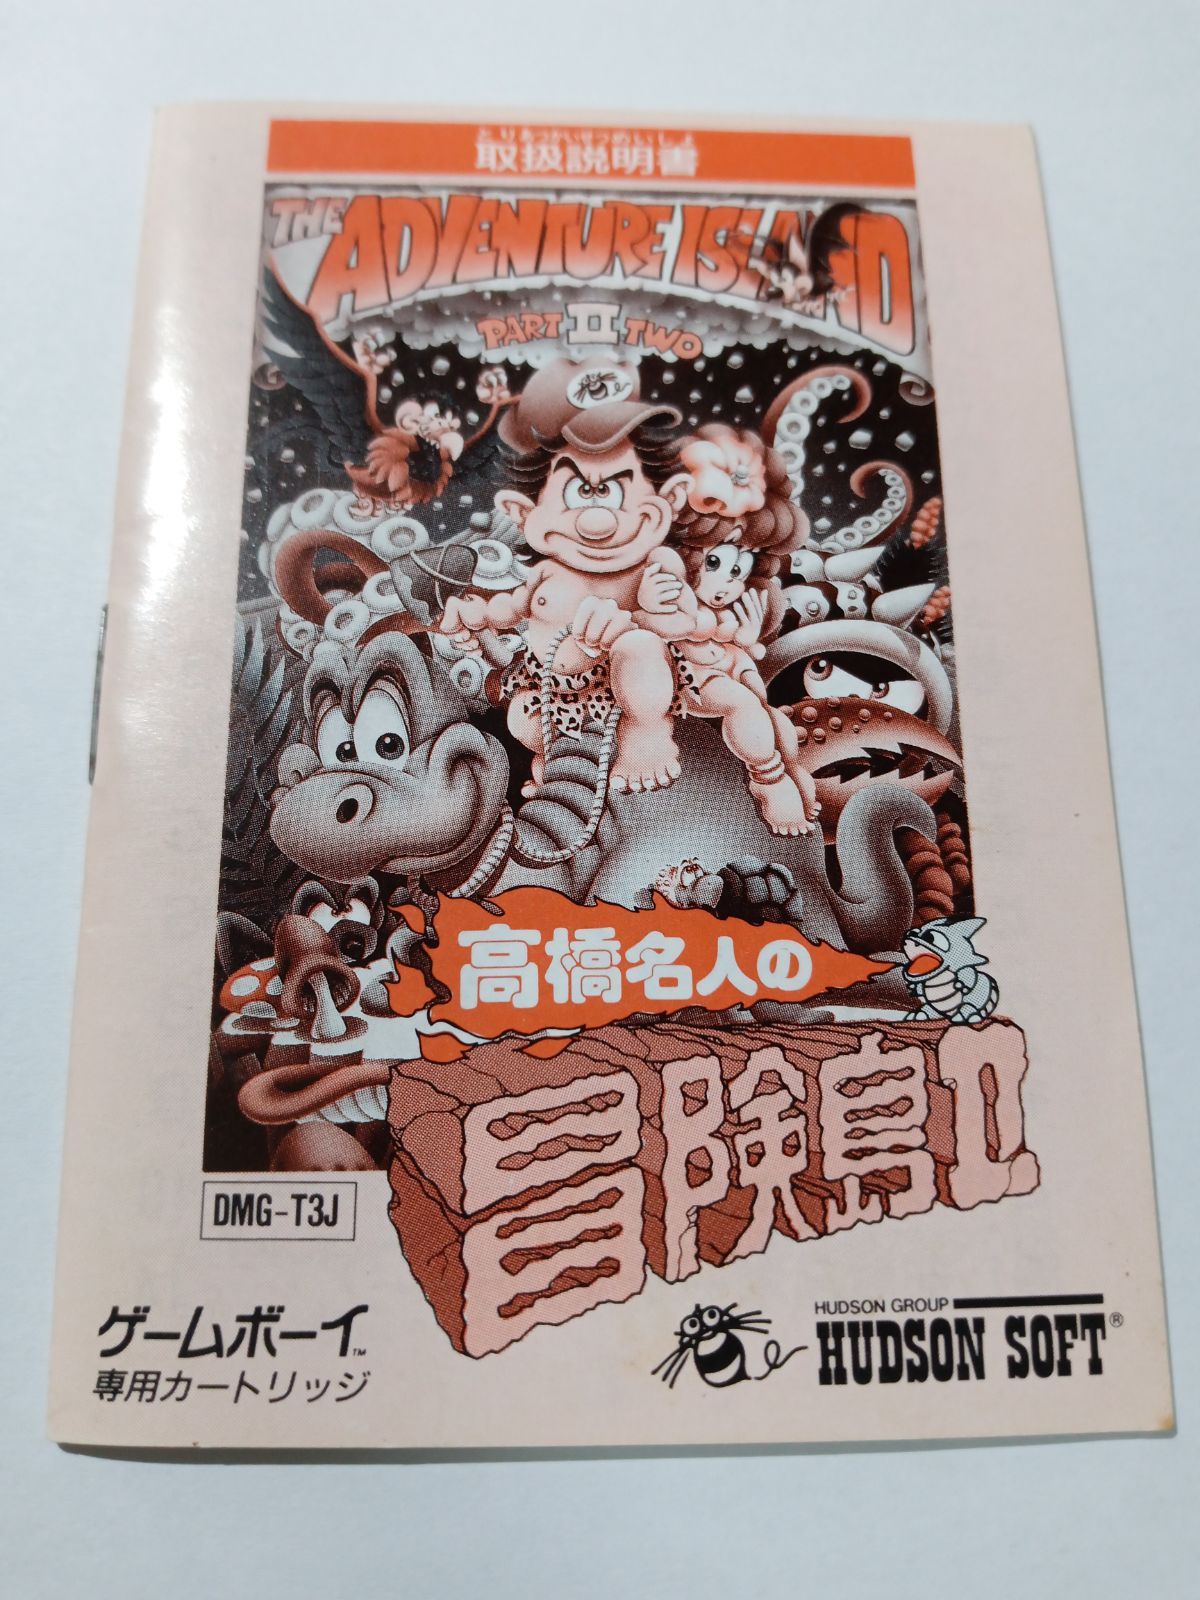 とりあつかいせつめいしょ
取扱説明書
THE ADVENTURE ISLAND
PART II TWO
高橋名人の
冒険島II
DMG-T3J
ゲームボーイ™
専用カートリッジ
HUDSON GROUP
HUDSON SOFT®